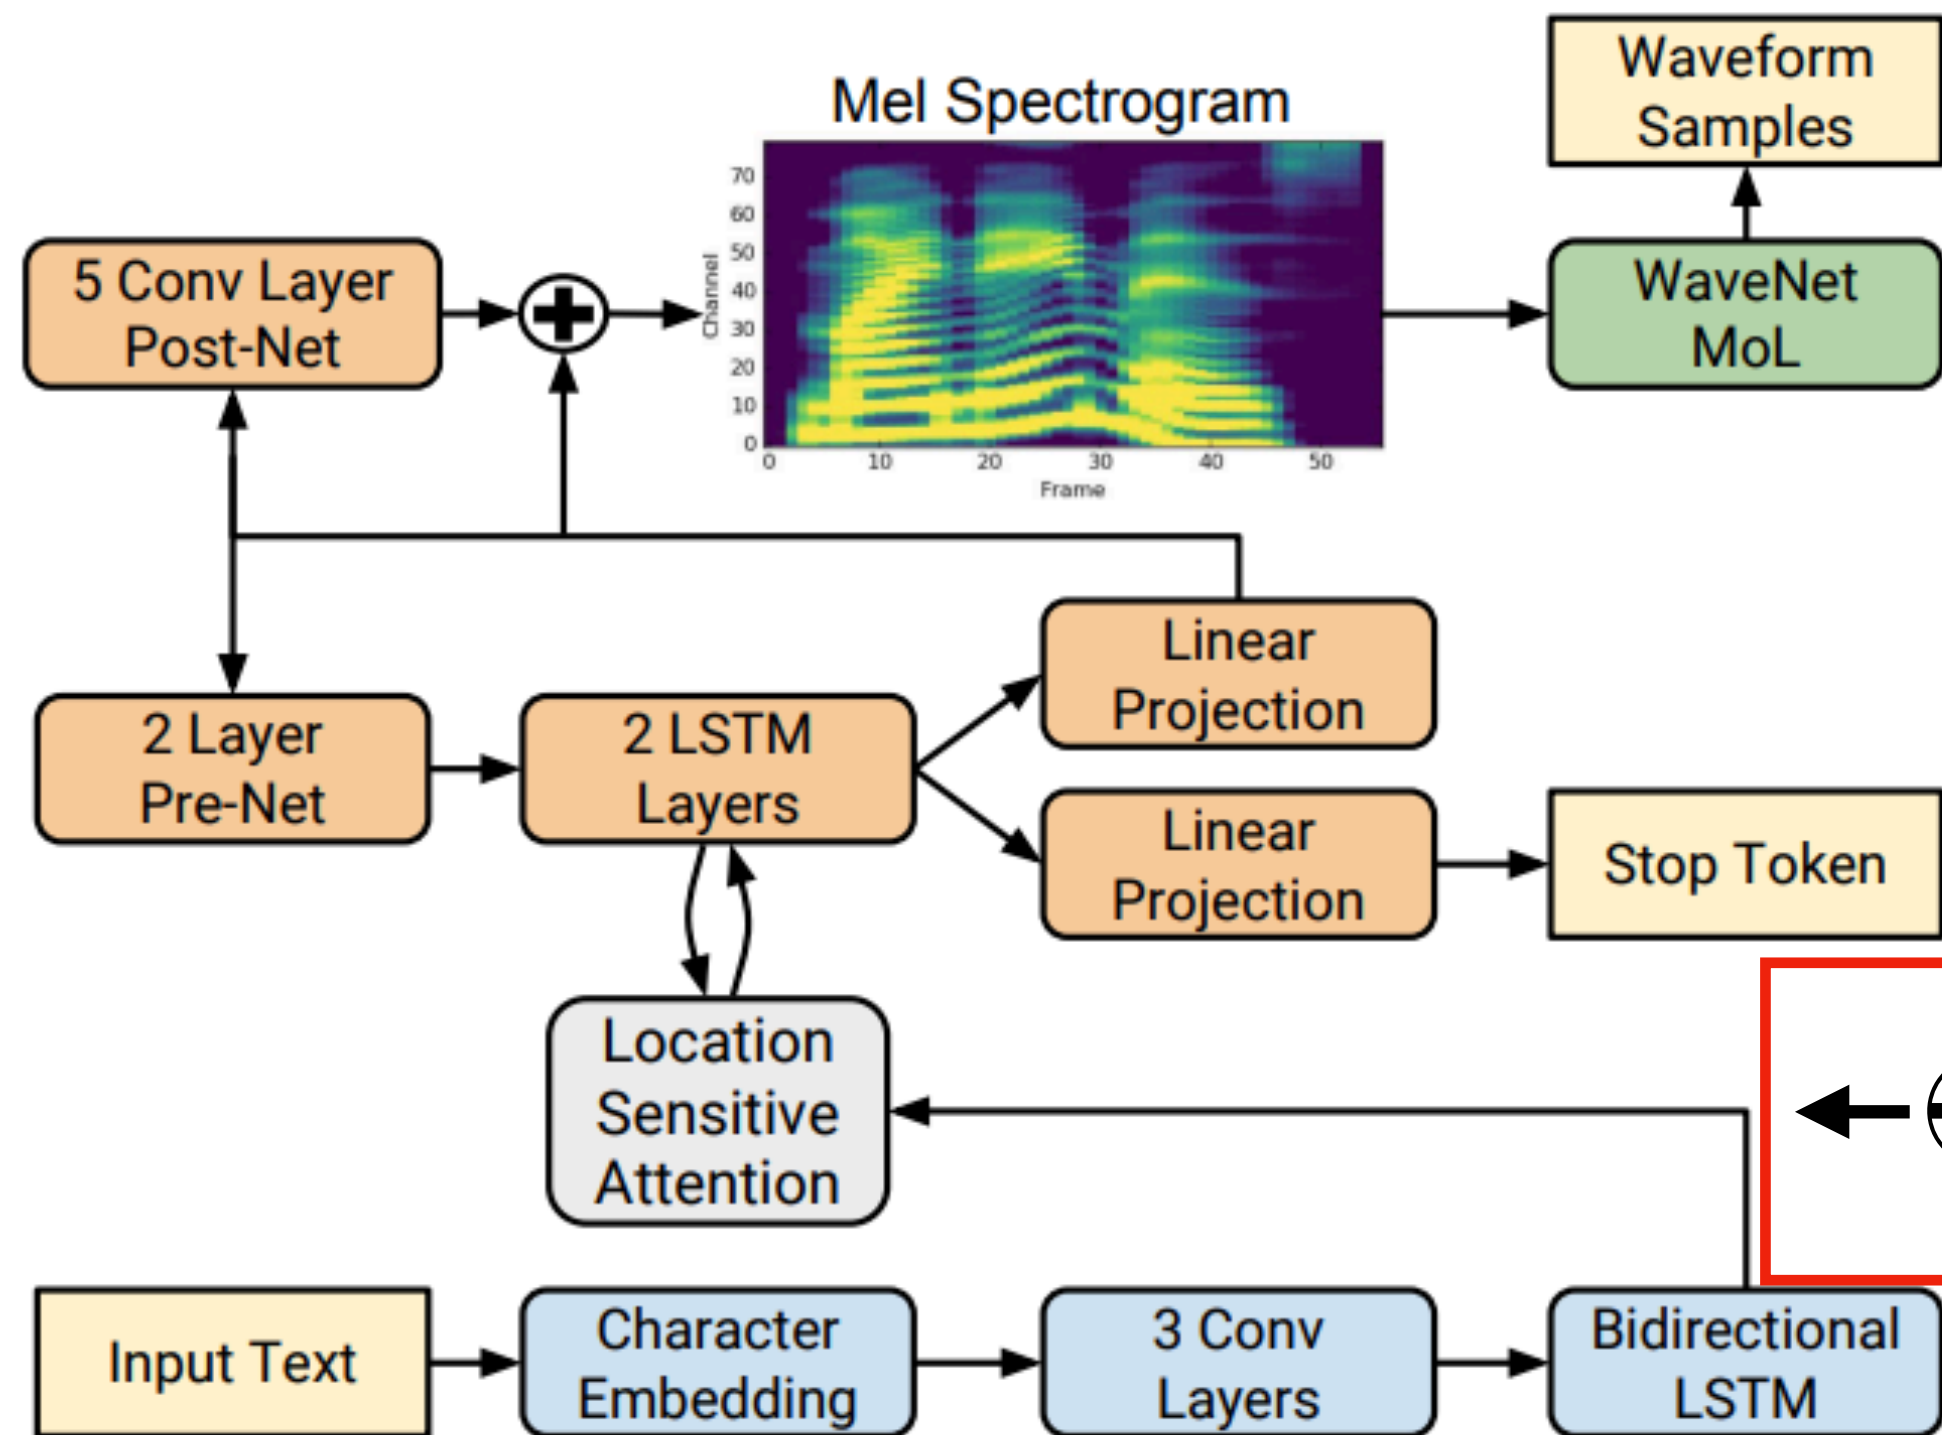 Waveform
Samples
Mel Spectrogram
70
60
50
40
30
20
10
0
Channel
0 10 20 30 40 50
Frame
5 Conv Layer
Post-Net
WaveNet
MoL
Linear
Projection
2 Layer
Pre-Net
2 LSTM
Layers
Linear
Projection
Stop Token
Location
Sensitive
Attention
Input Text
Character
Embedding
3 Conv
Layers
Bidirectional
LSTM